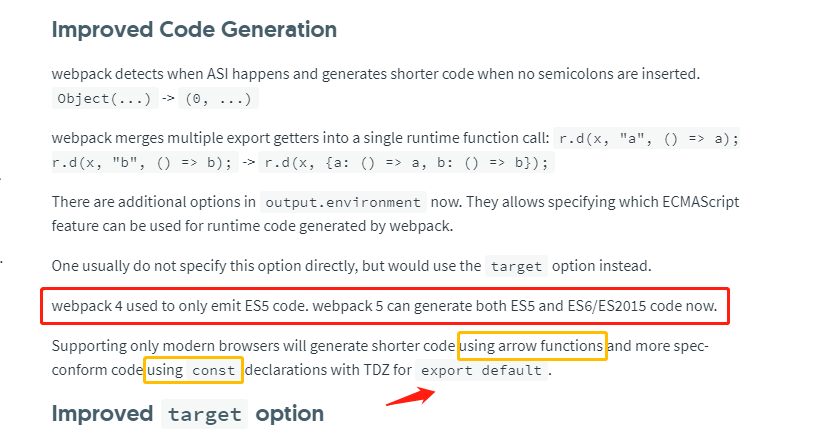 Improved Code Generation
webpack detects when ASI happens and generates shorter code when no semicolons are inserted.
Object(...) -> (0, ...)
webpack merges multiple export getters into a single runtime function call: r.d(x, "a", () => a);
r.d(x, "b", () => b); -> r.d(x, {a: () => a, b: () => b});
There are additional options in output.environment now. They allows specifying which ECMAScript
feature can be used for runtime code generated by webpack.
One usually do not specify this option directly, but would use the target option instead.
webpack 4 used to only emit ES5 code. webpack 5 can generate both ES5 and ES6/ES2015 code now.
Supporting only modern browsers will generate shorter code using arrow functions and more spec-
conform code using const declarations with TDZ for export default.
Improved target option